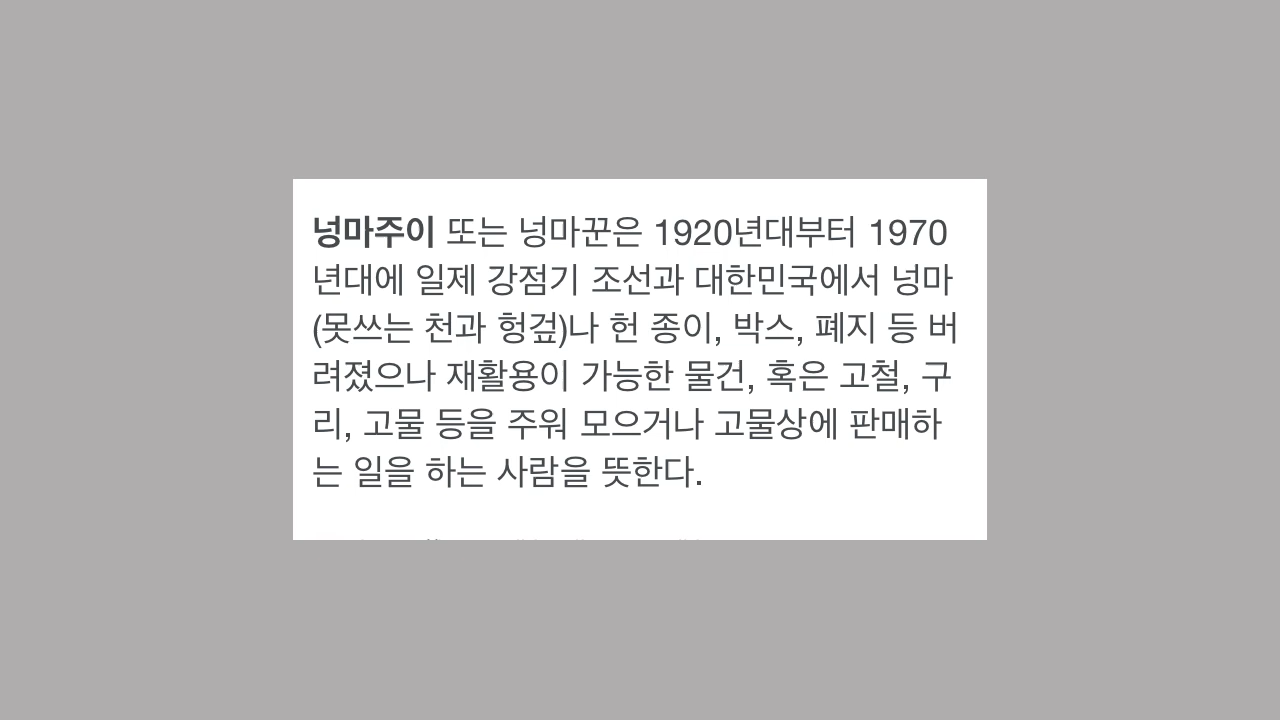 넝마주이 또는 넝마꾼은 1920년대부터 1970
년대에 일제 강점기 조선과 대한민국에서 넝마
(못쓰는 천과 헝겊)나 헌 종이, 박스, 폐지 등 버
려졌으나 재활용이 가능한 물건, 혹은 고철, 구
리, 고물 등을 주워 모으거나 고물상에 판매하
는 일을 하는 사람을 뜻한다.